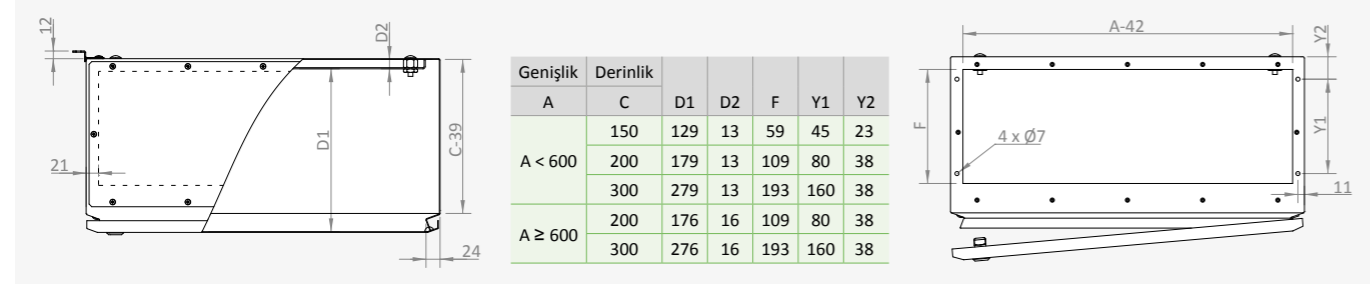 12
D2
D1
C-39
21
24
Genişlik Derinlik
A C D1 D2 F Y1 Y2
A < 600
150 129 13 59 45 23
200 179 13 109 80 38
300 279 13 193 160 38
A ≥ 600
200 176 16 109 80 38
300 276 16 193 160 38
A-42
Y2
F
4 x Ø7
Y1
11